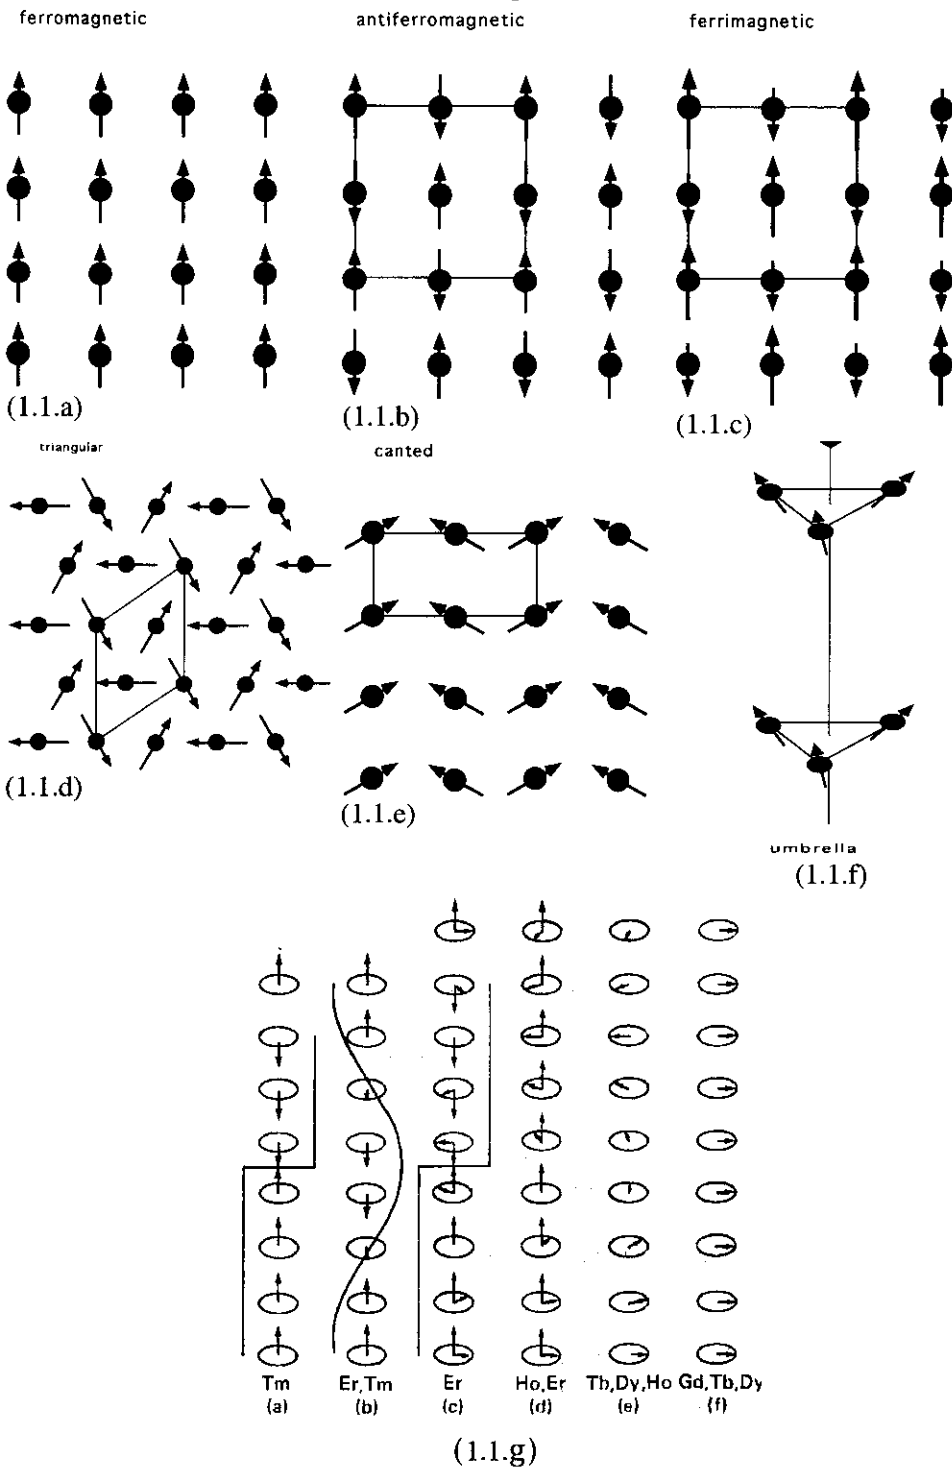 ferromagnetic
antiferromagnetic
ferrimagnetic
(1.1.a)
(1.1.b)
(1.1.c)
triangular
canted
(1.1.d)
(1.1.e)
umbrella
(1.1.f)
Tm Er,Tm Er Ho,Er Tb,Dy,Ho Gd,Tb,Dy
(a) (b) (c) (d) (e) (f)
(1.1.g)